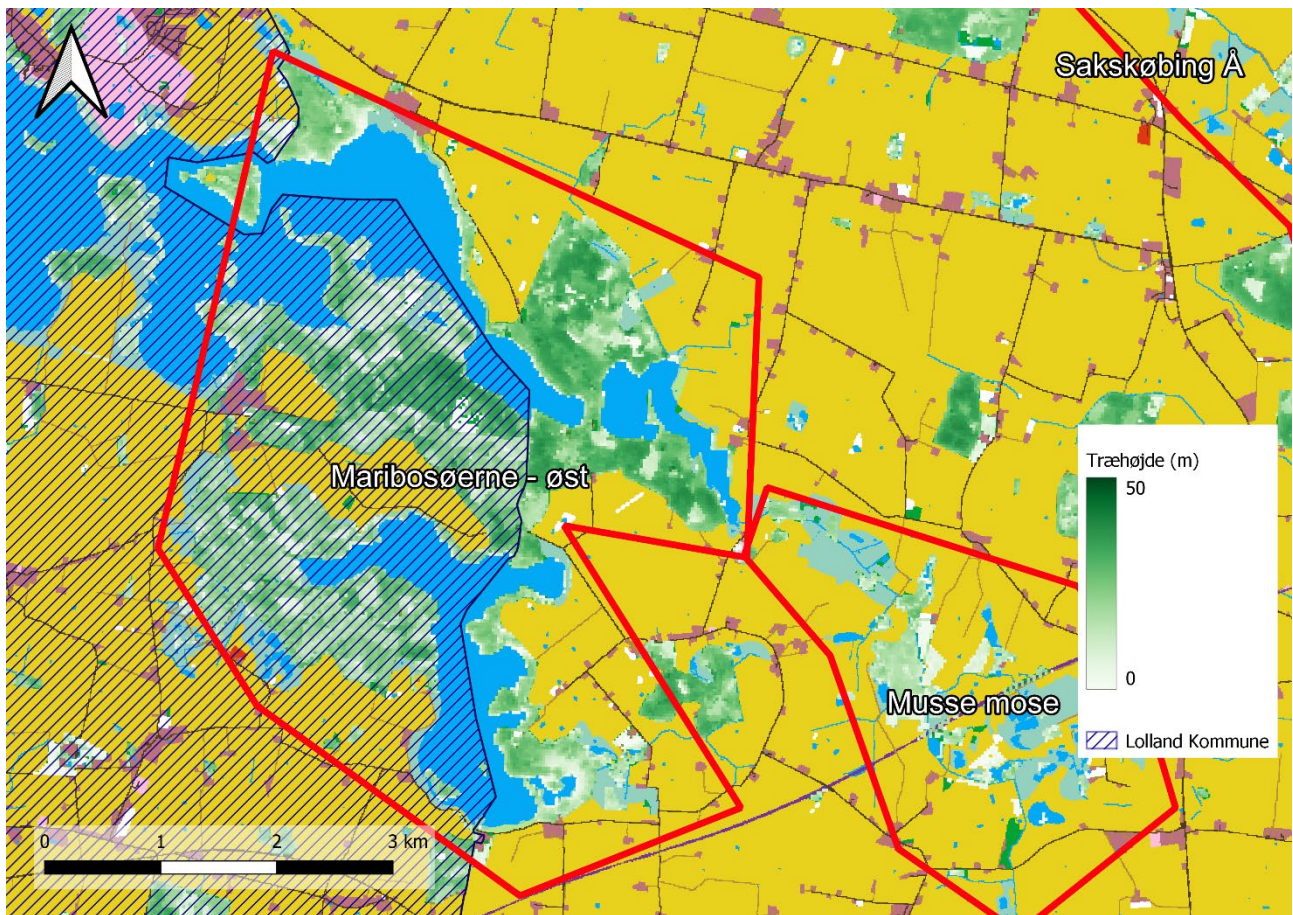 Sakskøbing Å
Maribosøerne - øst
Musse mose
Træhøjde (m)
50
0
Lolland Kommune
0 1 2 3 km